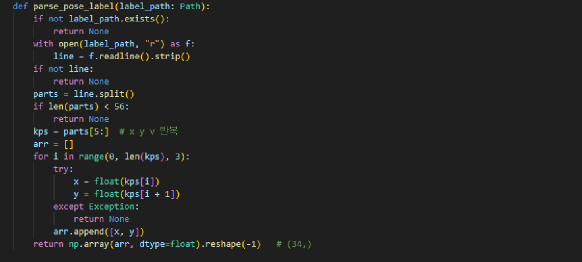 def parse_pose_label(label_path: Path):
    if not label_path.exists():
        return None
    with open(label_path, "r") as f:
        line = f.readline().strip()
    if not line:
        return None
    parts = line.split()
    if len(parts) < 56:
        return None
    kps = parts[5:]  # x y v 반복
    arr = []
    for i in range(0, len(kps), 3):
        try:
            x = float(kps[i])
            y = float(kps[i + 1])
        except Exception:
            return None
        arr.append([x, y])
    return np.array(arr, dtype=float).reshape(-1)  # (34,)